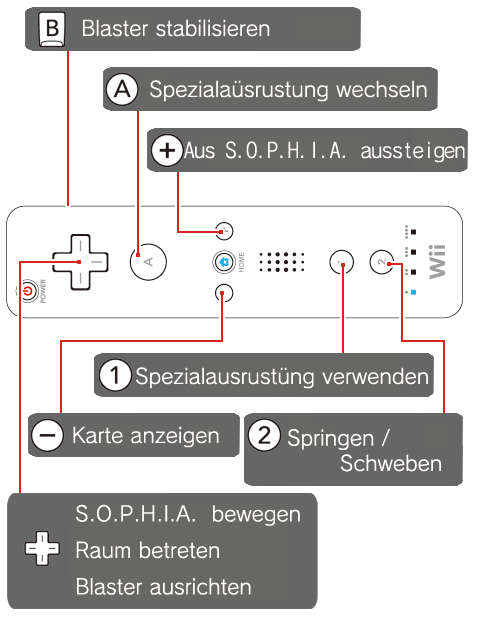 B Blaster stabilisieren
A Spezialaüsrustung wechseln
+ Aus S.O.P.H.I.A. aussteigen
A
HOME
POWER
1
2
Wii
1 Spezialausrustüng verwenden
− Karte anzeigen
2 Springen /
Schweben
S.O.P.H.I.A. bewegen
Raum betreten
Blaster ausrichten